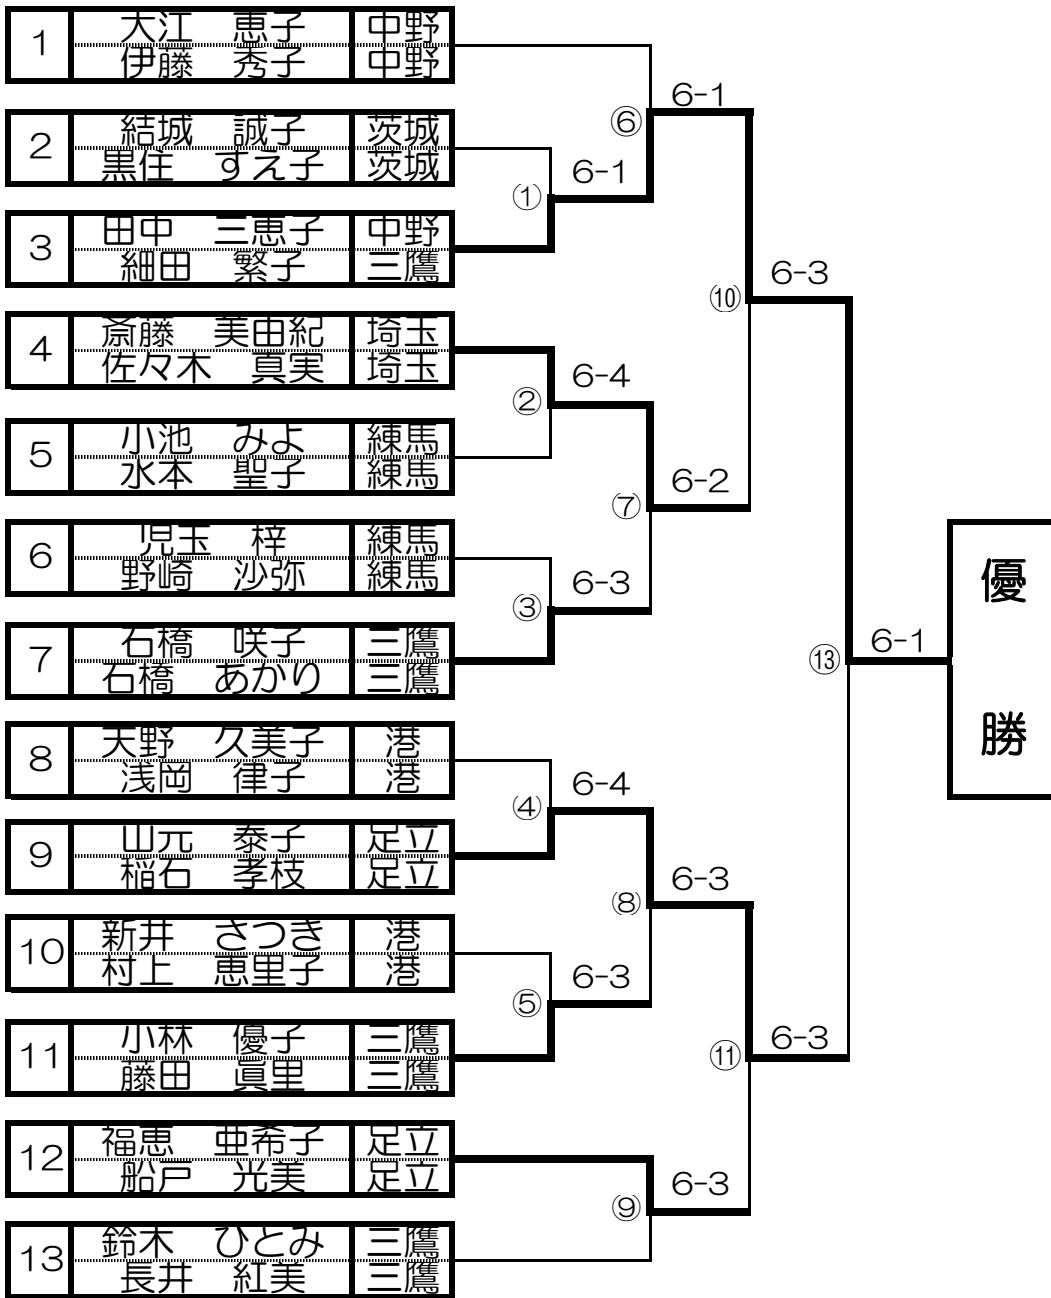 1 大江 恵子 中野
伊藤 秀子 中野
2 結城 誠子 茨城
黒住 すえ子 茨城
3 田中 三恵子 中野
細田 繁子 三鷹
4 斎藤 美由紀 埼玉
佐々木 真実 埼玉
5 小池 みよ 練馬
水本 聖子 練馬
6 児玉 梓 練馬
野崎 沙弥 練馬
7 石橋 咲子 三鷹
石橋 あかり 三鷹
8 天野 久美子 港
浅岡 律子 港
9 山元 泰子 足立
稲石 孝枝 足立
10 新井 さつき 港
村上 恵里子 港
11 小林 優子 三鷹
藤田 眞里 三鷹
12 福恵 亜希子 足立
船戸 光美 足立
13 鈴木 ひとみ 三鷹
長井 紅美 三鷹
① 6-1
② 6-4
③ 6-3
④ 6-4
⑤ 6-3
⑥ 6-1
⑦ 6-2
⑧ 6-3
⑨ 6-3
⑩ 6-3
⑪ 6-3
⑬ 6-1
優
勝